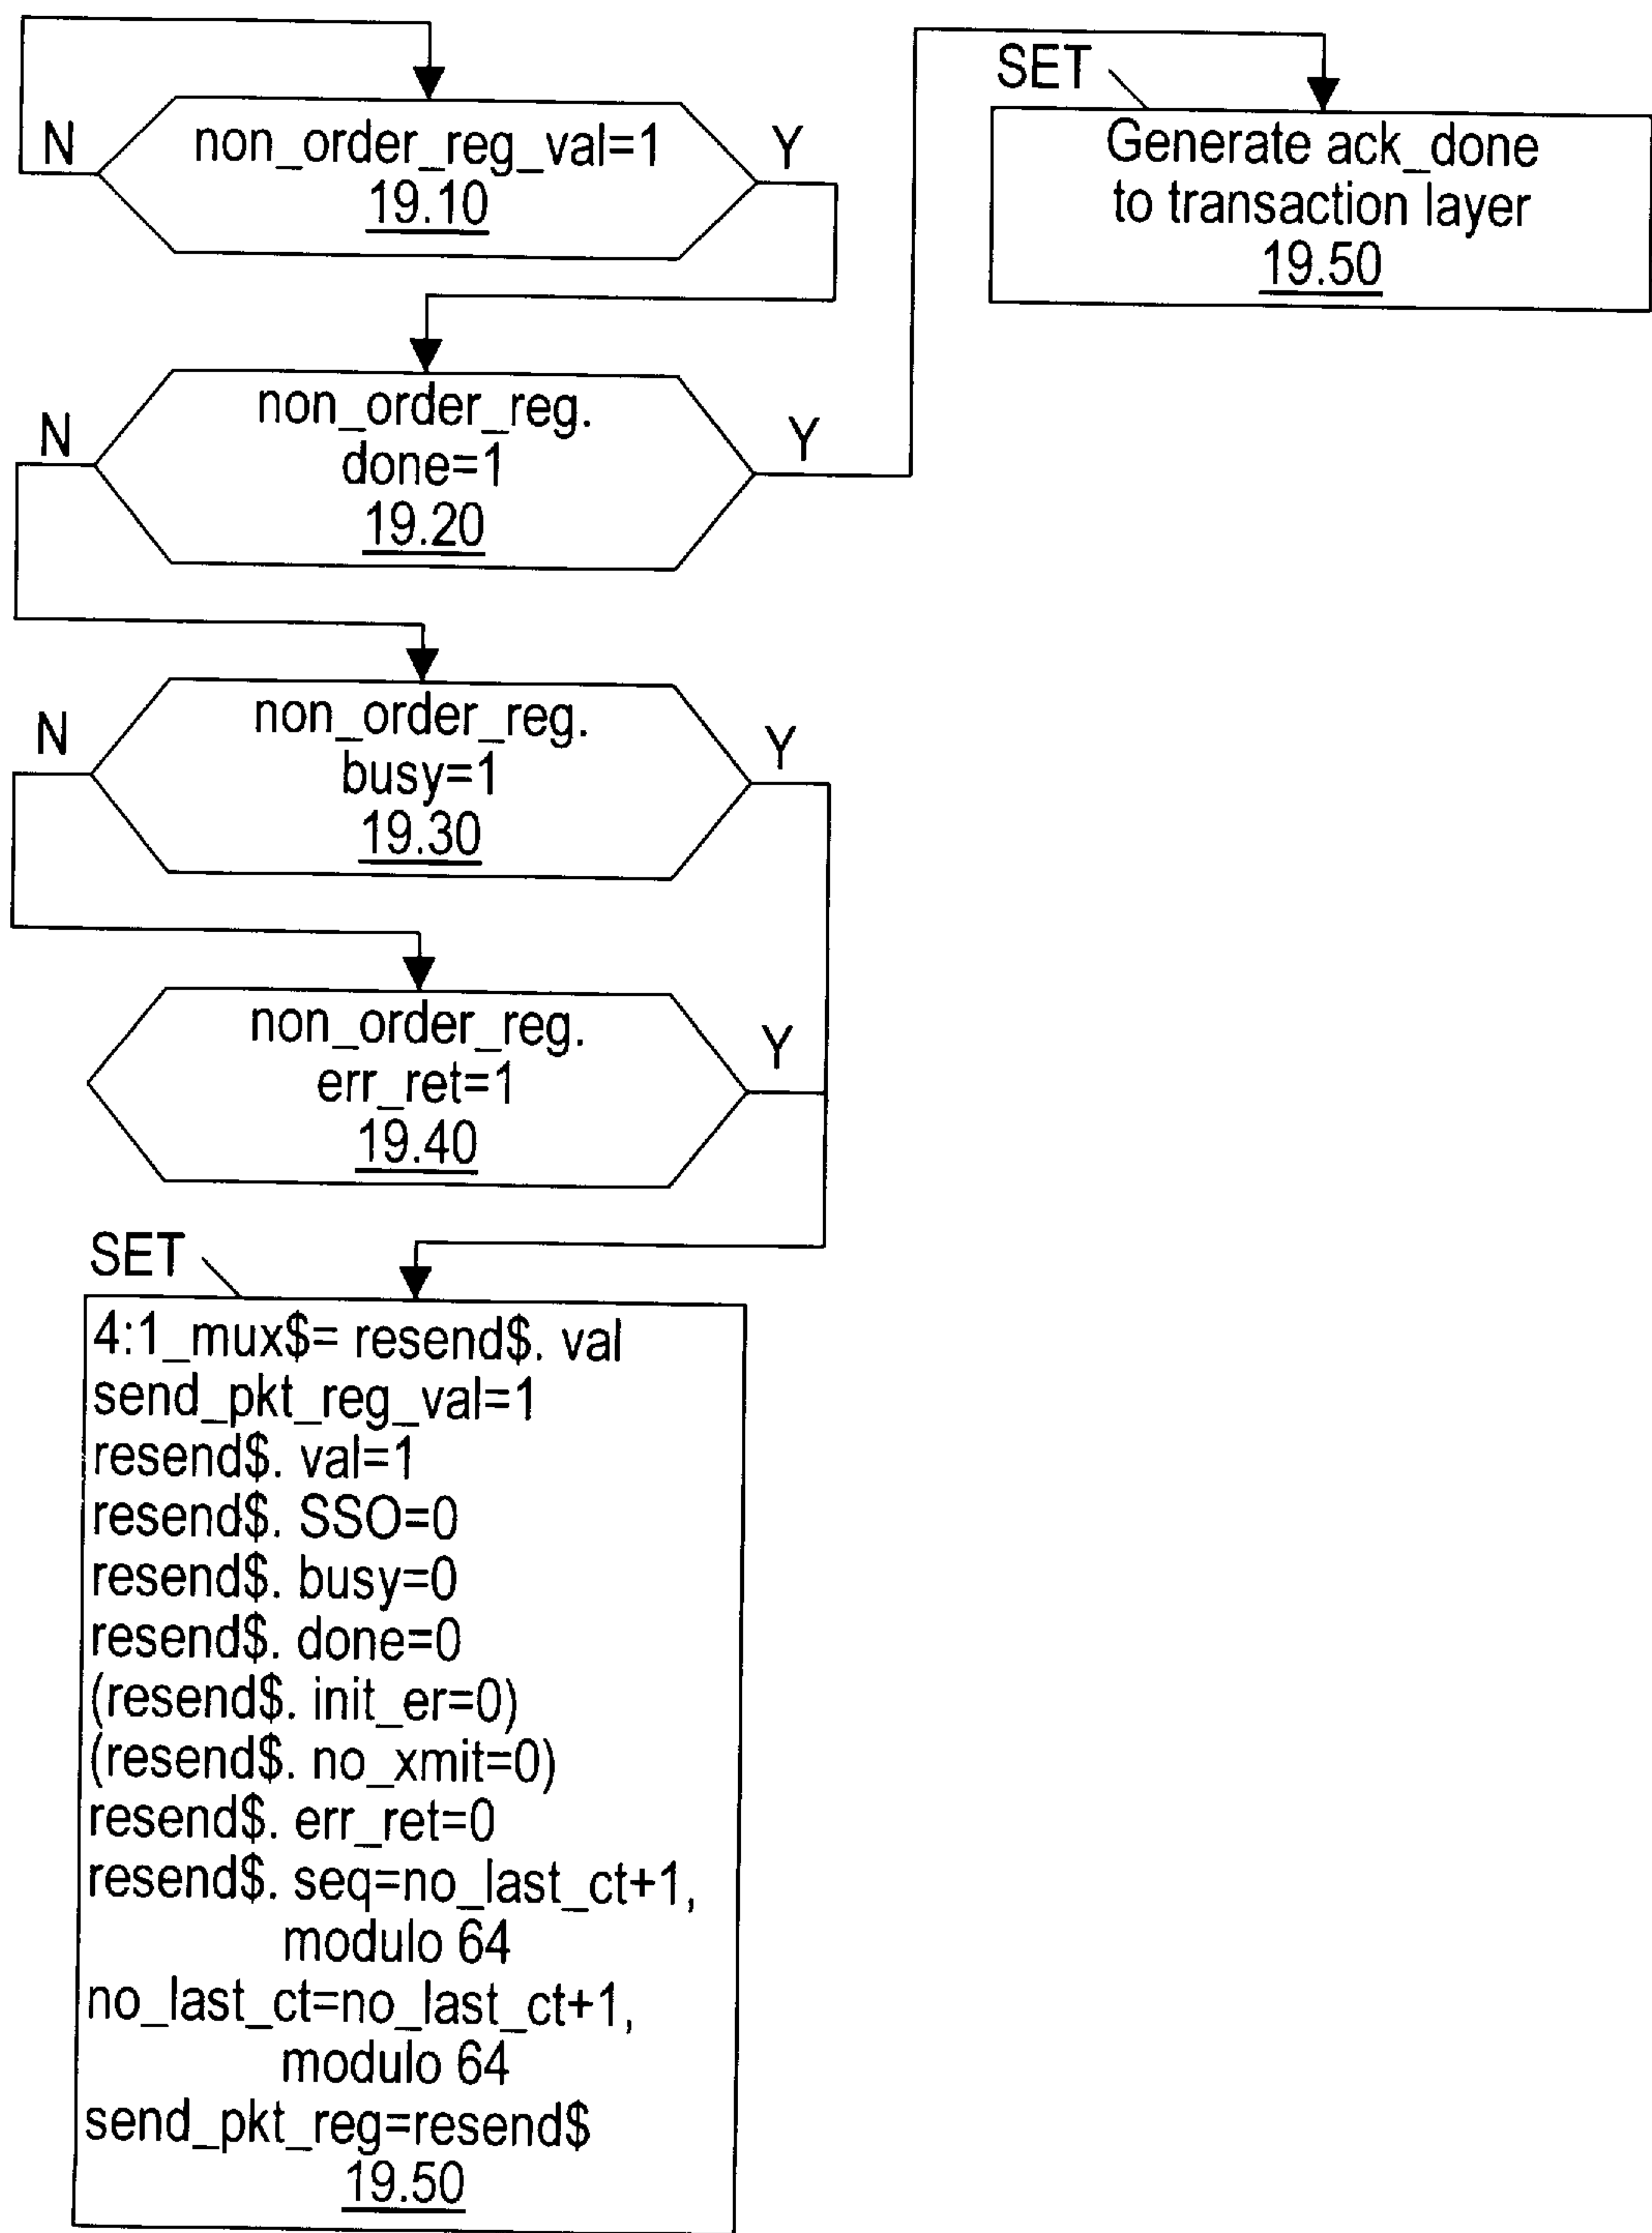 N
non_order_reg_val=1
Y
19.10
SET
Generate ack_done
to transaction layer
19.50
N
non_order_reg.
Y
done=1
19.20
N
non_order_reg.
Y
busy=1
19.30
non_order_reg.
Y
err_ret=1
19.40
SET
4:1_mux$= resend$. val
send_pkt_reg_val=1
resend$. val=1
resend$. SSO=0
resend$. busy=0
resend$. done=0
(resend$. init_er=0)
(resend$. no_xmit=0)
resend$. err_ret=0
resend$. seq=no_last_ct+1,
modulo 64
no_last_ct=no_last_ct+1,
modulo 64
send_pkt_reg=resend$
19.50